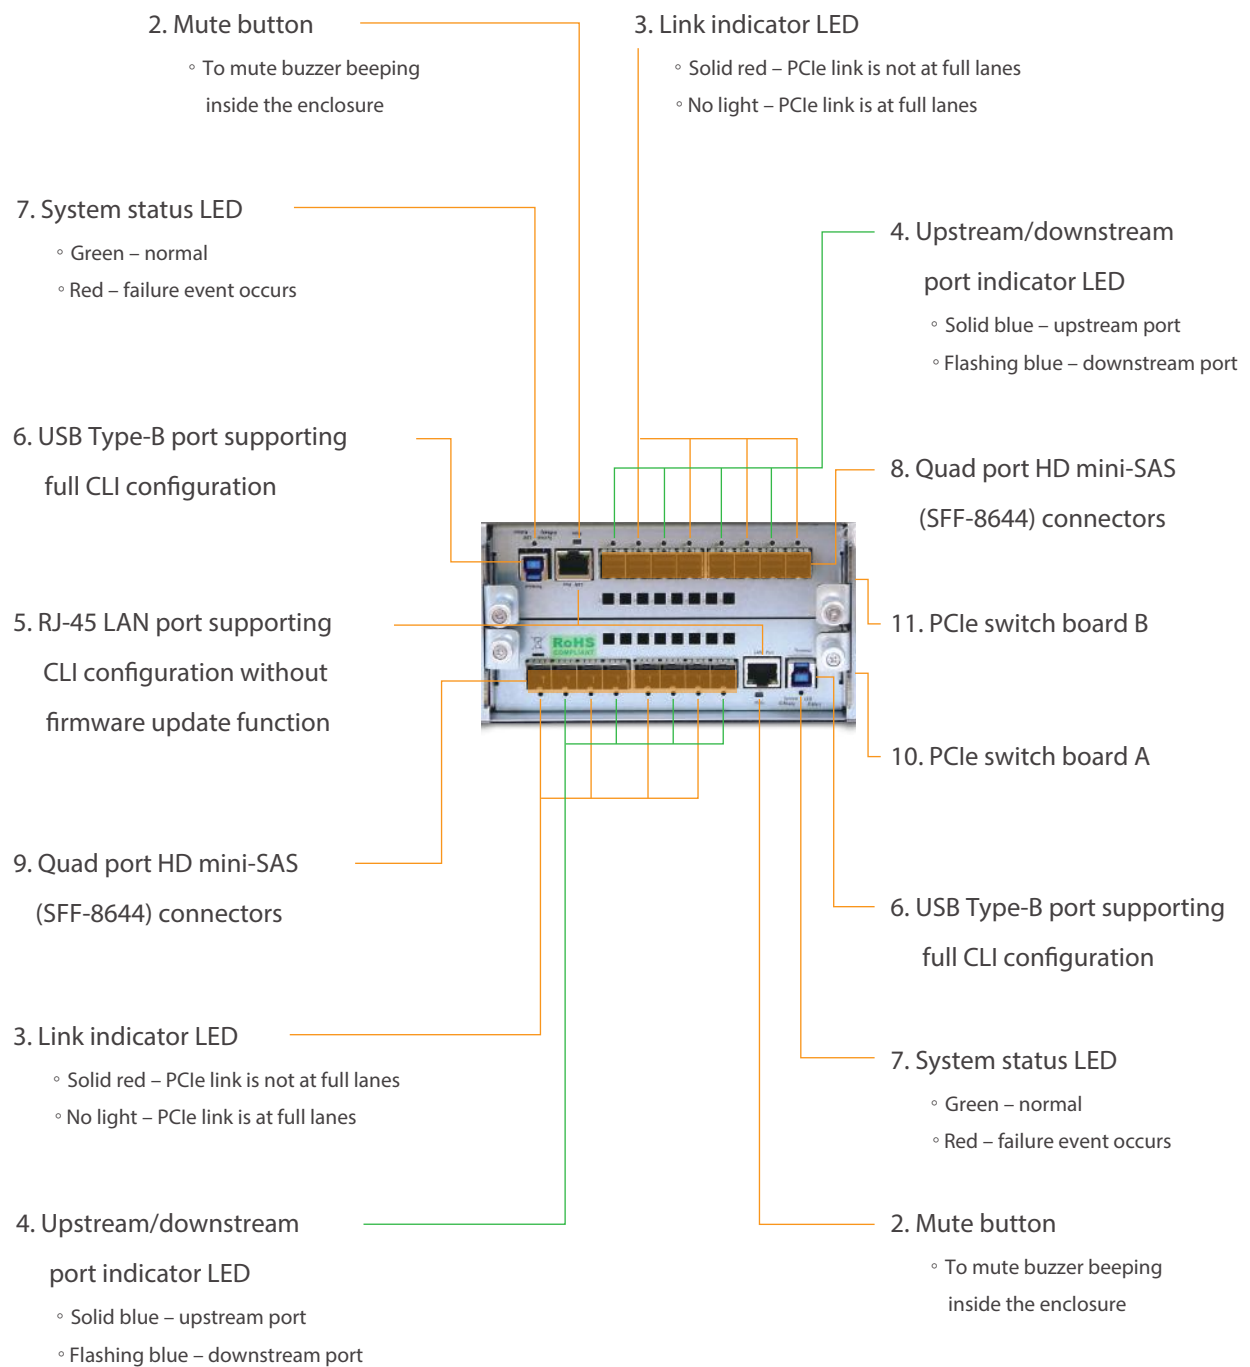 2. Mute button
◦ To mute buzzer beeping
inside the enclosure
3. Link indicator LED
◦ Solid red – PCIe link is not at full lanes
◦ No light – PCIe link is at full lanes
7. System status LED
◦ Green – normal
◦ Red – failure event occurs
4. Upstream/downstream
port indicator LED
◦ Solid blue – upstream port
◦ Flashing blue – downstream port
6. USB Type-B port supporting
full CLI configuration
8. Quad port HD mini-SAS
(SFF-8644) connectors
5. RJ-45 LAN port supporting
CLI configuration without
firmware update function
11. PCIe switch board B
RoHS
COMPLIANT
10. PCIe switch board A
9. Quad port HD mini-SAS
(SFF-8644) connectors
6. USB Type-B port supporting
full CLI configuration
3. Link indicator LED
◦ Solid red – PCIe link is not at full lanes
◦ No light – PCIe link is at full lanes
7. System status LED
◦ Green – normal
◦ Red – failure event occurs
4. Upstream/downstream
port indicator LED
◦ Solid blue – upstream port
◦ Flashing blue – downstream port
2. Mute button
◦ To mute buzzer beeping
inside the enclosure